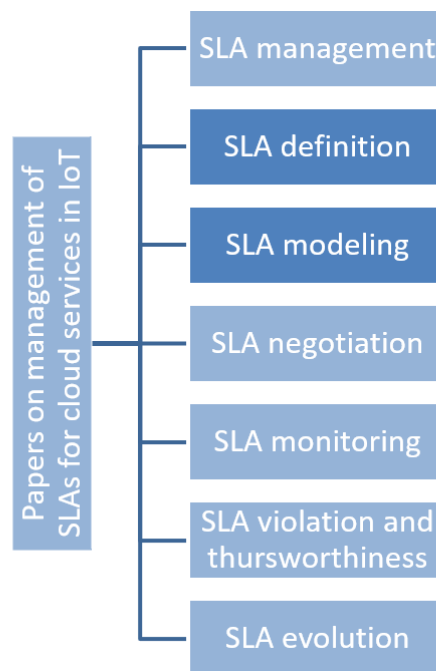 Papers on management of
SLAs for cloud services in IoT
SLA management
SLA definition
SLA modeling
SLA negotiation
SLA monitoring
SLA violation and
thursworthiness
SLA evolution